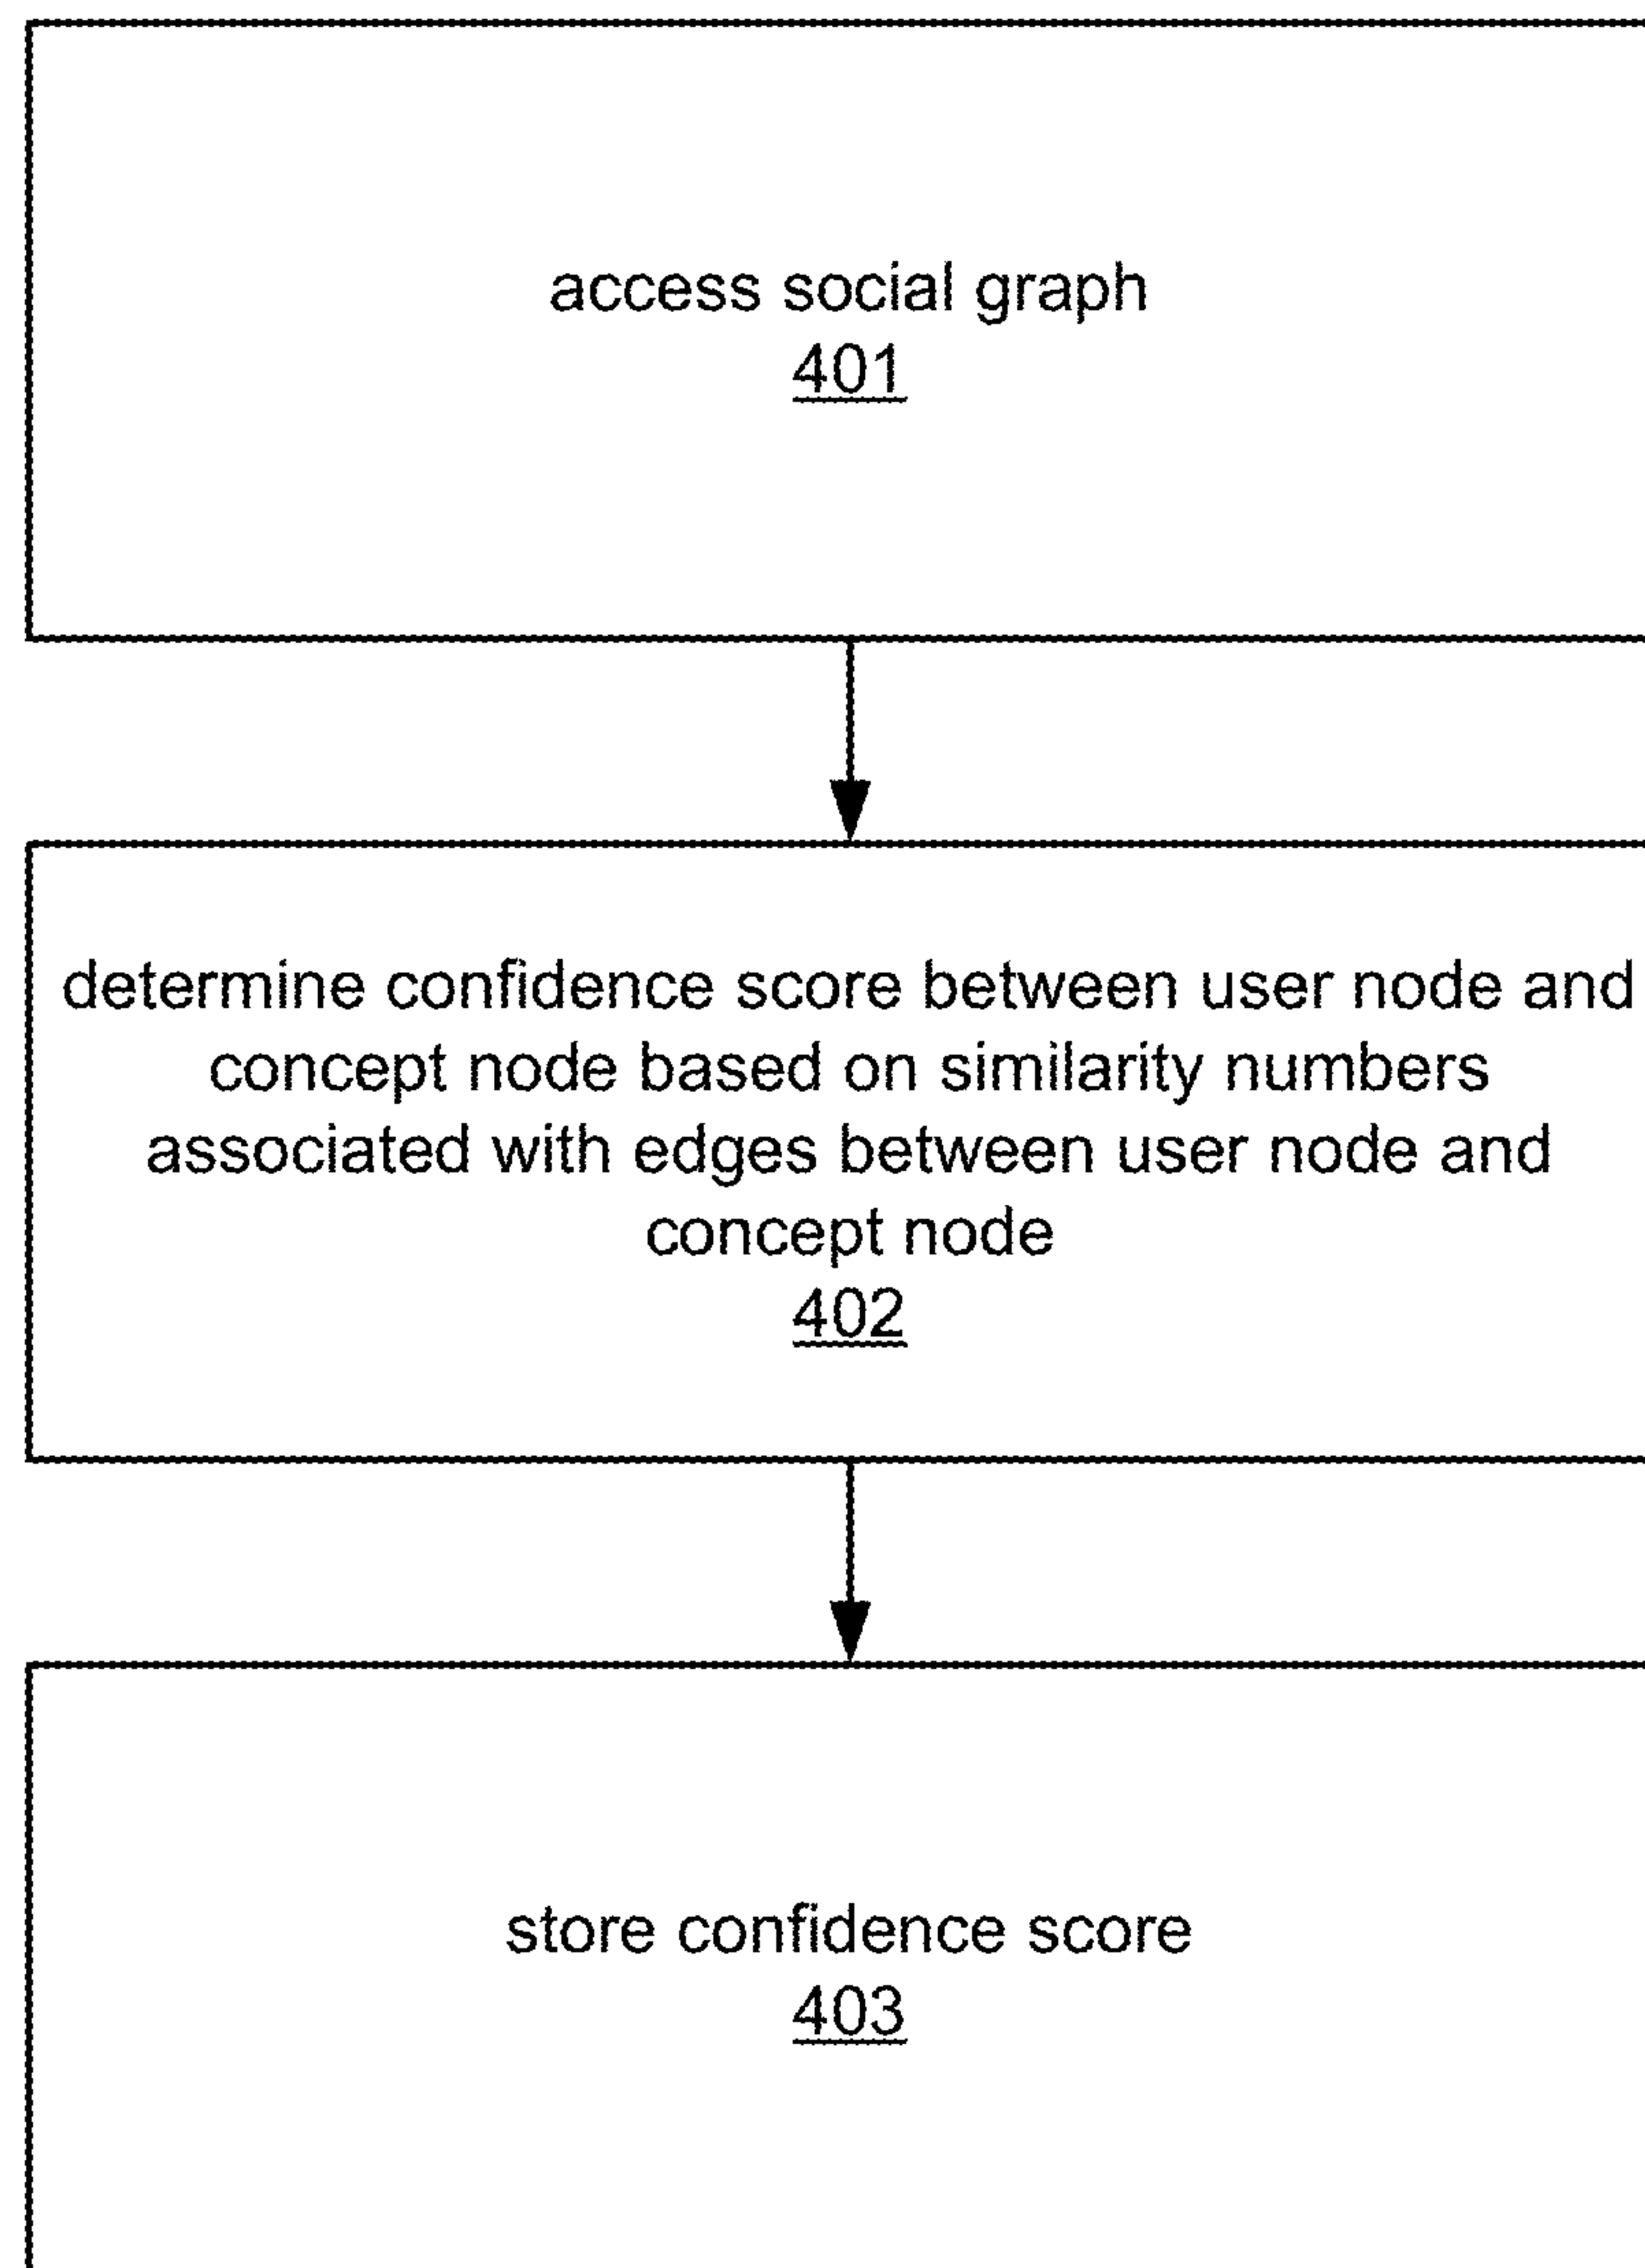 access social graph
401
determine confidence score between user node and
concept node based on similarity numbers
associated with edges between user node and
concept node
402
store confidence score
403